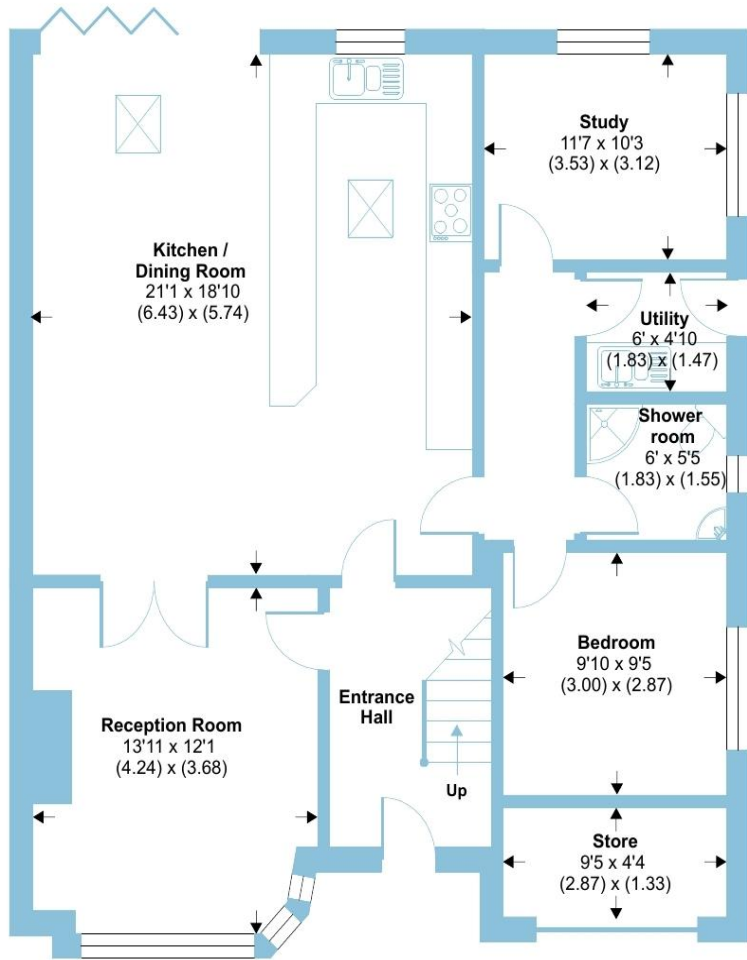 Study
11'7 x 10'3
(3.53) x (3.12)
Kitchen /
Dining Room
21'1 x 18'10
(6.43) x (5.74)
Utility
6' x 4'10
(1.83) x (1.47)
Shower
room
6' x 5'5
(1.83) x (1.55)
Bedroom
9'10 x 9'5
(3.00) x (2.87)
Entrance
Hall
Reception Room
13'11 x 12'1
(4.24) x (3.68)
Up
Store
9'5 x 4'4
(2.87) x (1.33)